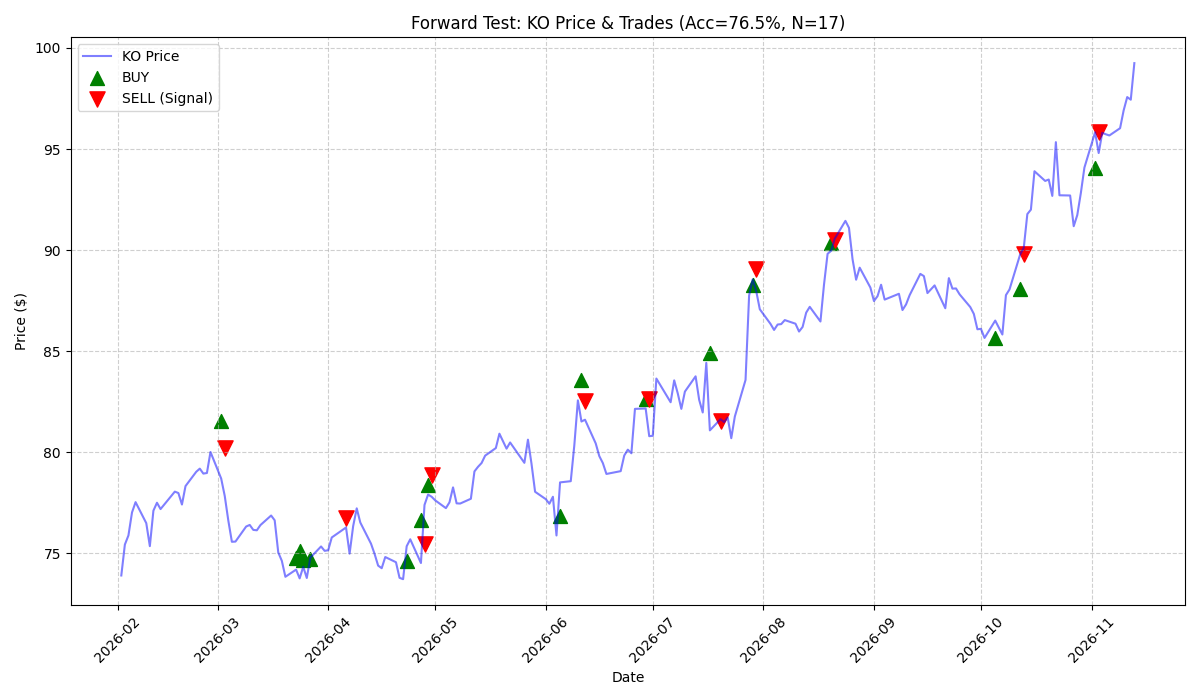 Forward Test: KO Price & Trades (Acc=76.5%, N=17)
KO Price
BUY
SELL (Signal)
100
95
90
85
80
75
Price ($)
2026-02
2026-03
2026-04
2026-05
2026-06
2026-07
2026-08
2026-09
2026-10
2026-11
Date